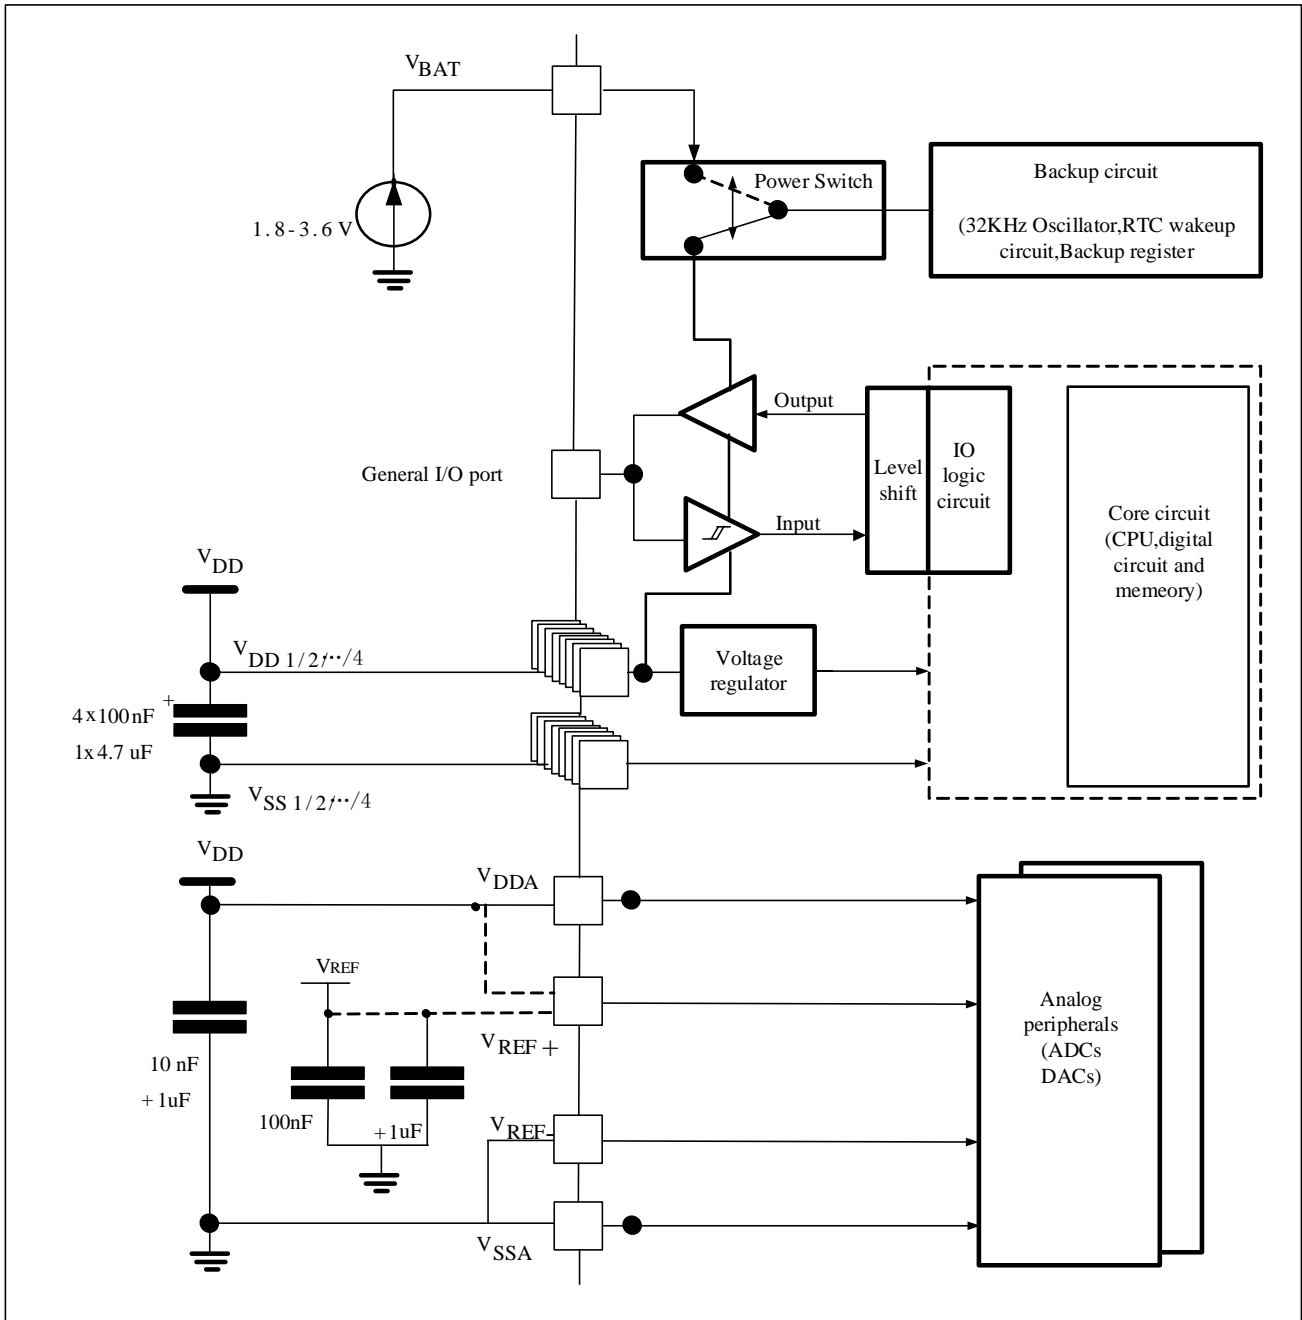 VBAT
1.8-3.6 V
Power Switch
Backup circuit
(32KHz Oscillator,RTC wakeup
circuit,Backup register
Output
General I/O port
Input
Level
shift
IO
logic
circuit
Core circuit
(CPU,digital
circuit and
memeory)
VDD
VDD 1/2/···/4
4x100nF
+
1x4.7 uF
Voltage
regulator
VSS 1/2/···/4
VDD
VDDA
VREF
VREF+
10 nF
+1uF
100nF
+1uF
VREF-
VSSA
Analog
peripherals
(ADCs
DACs)